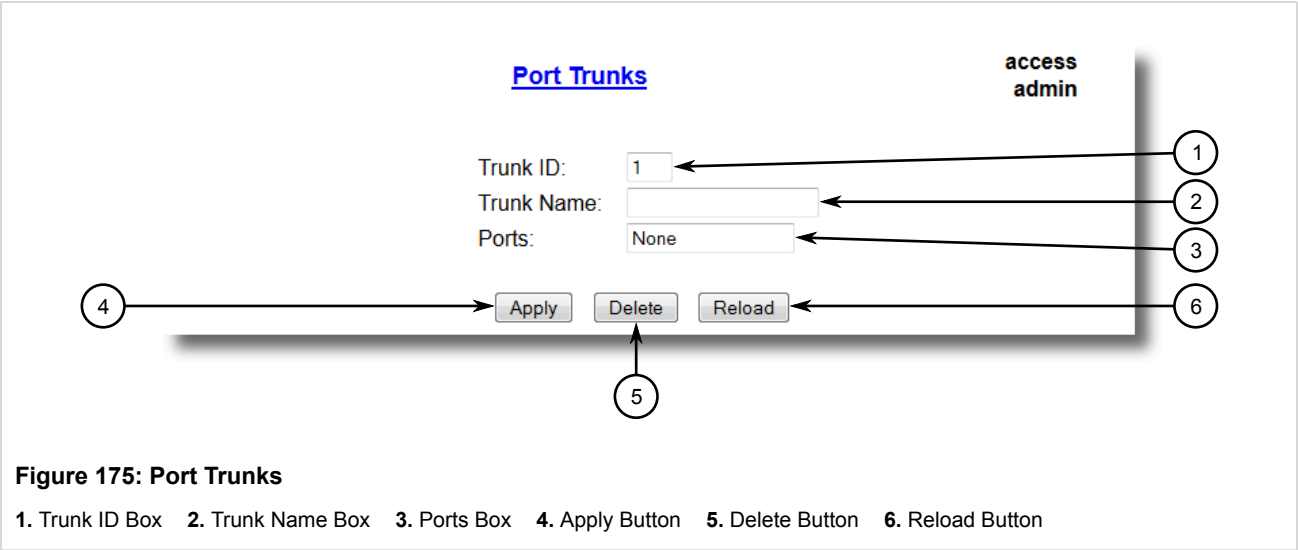 Port Trunks
access
admin
Trunk ID: 1
1
Trunk Name:
2
Ports: None
3
4
Apply Delete Reload
6
5
Figure 175: Port Trunks
1. Trunk ID Box 2. Trunk Name Box 3. Ports Box 4. Apply Button 5. Delete Button 6. Reload Button